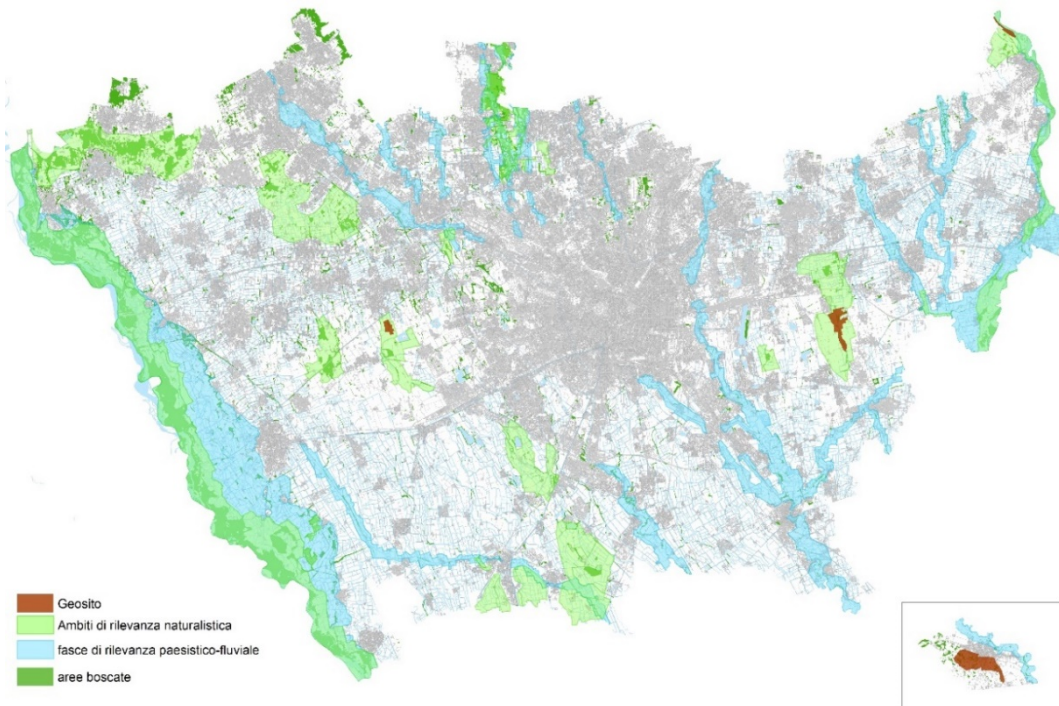 Geosito
Ambiti di rilevanza naturalistica
fasce di rilevanza paesistico-fluviale
aree boscate